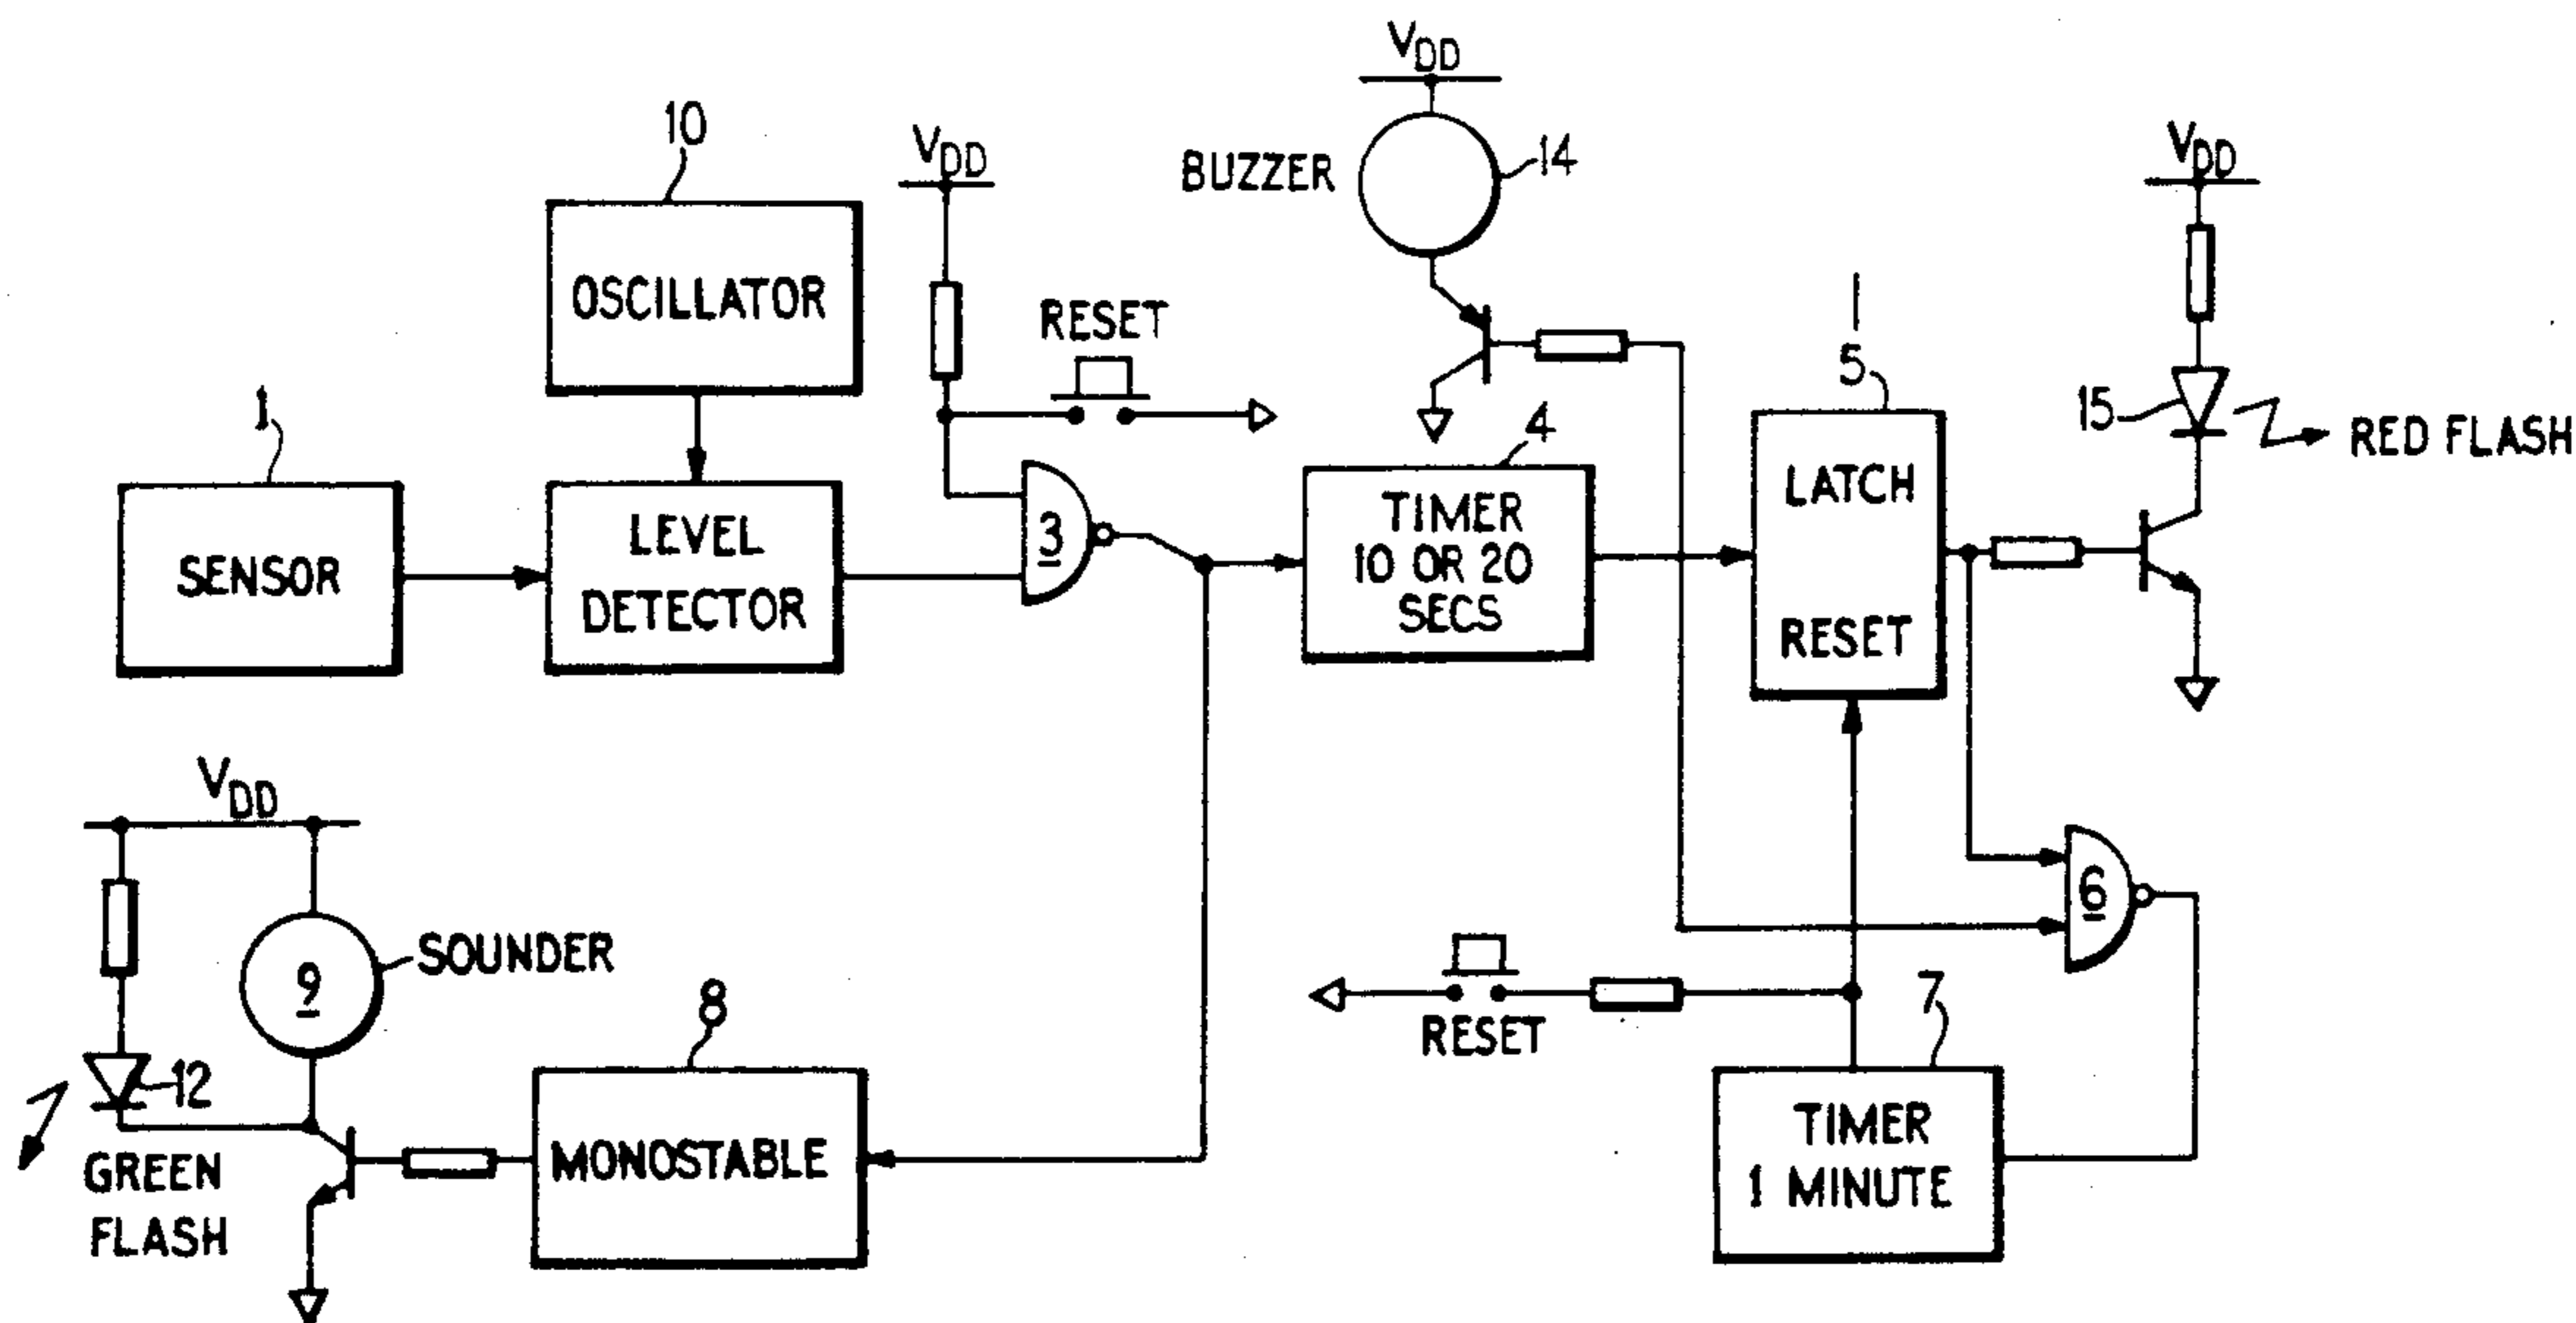 10
OSCILLATOR
VDD
RESET
VDD
BUZZER
14
VDD
15
RED FLASH
1
SENSOR
LEVEL
DETECTOR
3
4
TIMER
10 OR 20
SECS
5
LATCH
RESET
VDD
9
SOUNDER
12
GREEN
FLASH
8
MONOSTABLE
RESET
6
7
TIMER
1 MINUTE